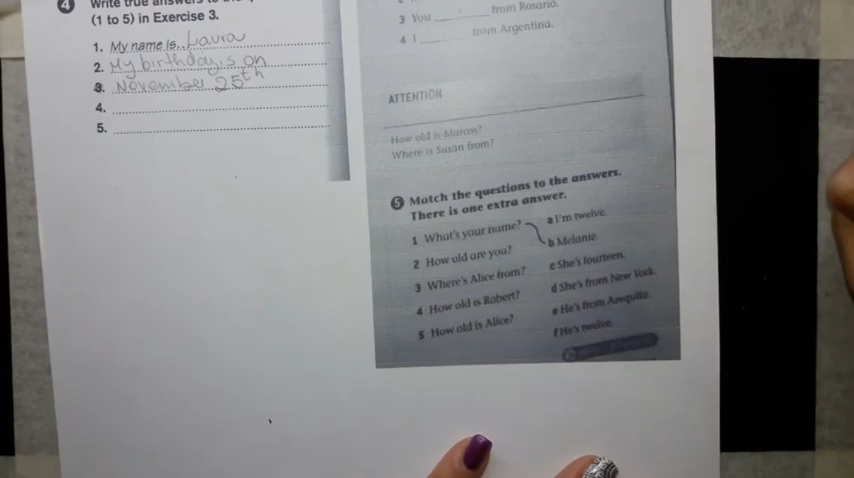 4 Write true answers to the
(1 to 5) in Exercise 3.
1. My name is Laura
2. My birthday is on
3. November 25th
4.
5.
3 You ______ from Rosario.
4 I ______ from Argentina.
ATTENTION
How old is Marcus?
Where is Susan from?
5 Match the questions to the answers.
There is one extra answer.
1 What's your name?
2 How old are you?
3 Where's Alice from?
4 How old is Robert?
5 How old is Alice?
a I'm twelve.
b Melanie.
c She's fourteen.
d She's from New York.
e He's from Arequito.
f He's twelve.